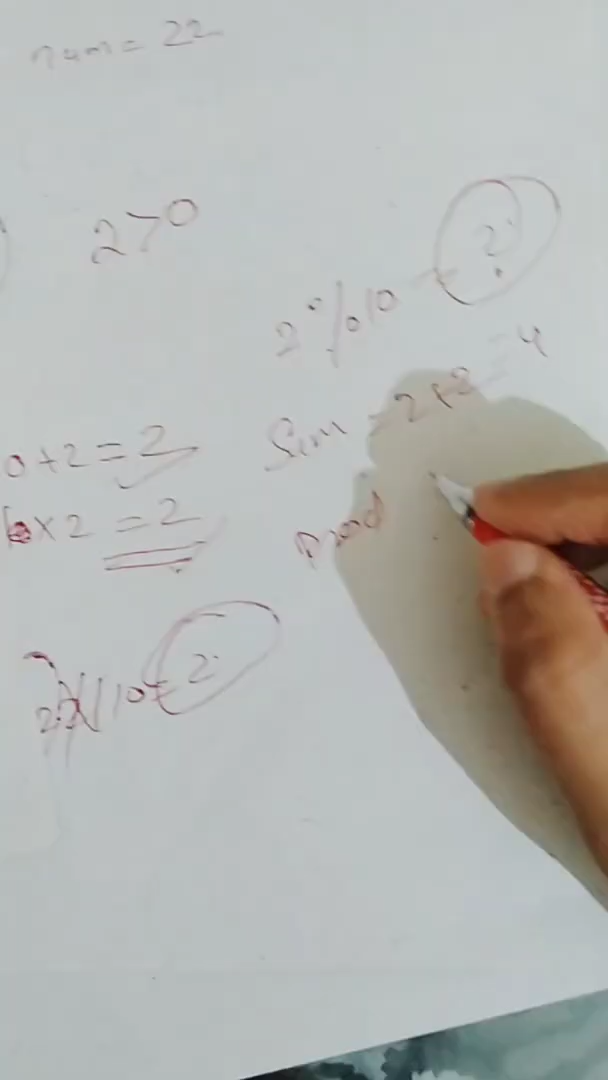 num = 22
2>0
2%10 = 2
Sum = 2+2 = 4
0+2 = 2
×2 = 2
prod
22//10 = 2